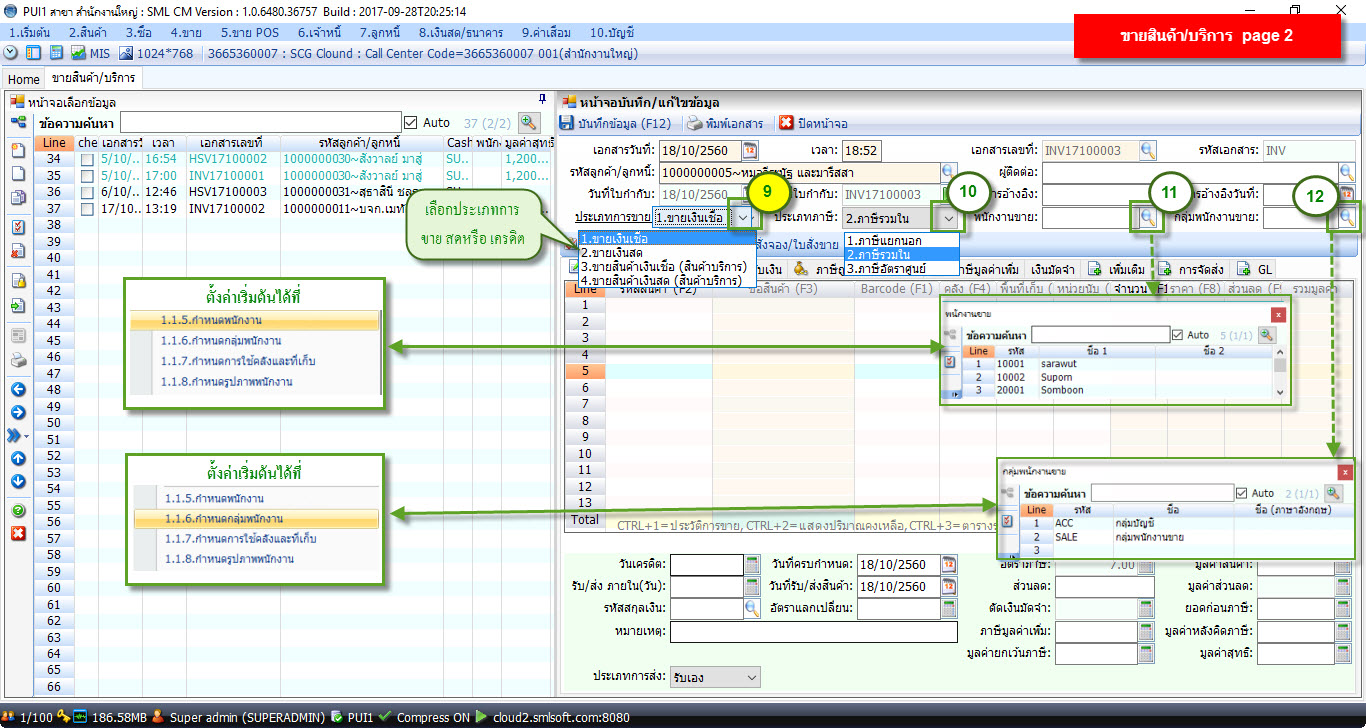 PUI1 สาขา สำนักงานใหญ่ : SML CM Version : 1.0.6480.36757 Build : 2017-09-28T20:25:14
ขายสินค้า/บริการ page 2
1.เริ่มต้น 2.สินค้า 3.ซื้อ 4.ขาย 5.ขาย POS 6.เจ้าหนี้ 7.ลูกหนี้ 8.เงินสด/ธนาคาร 9.ค่าเสื่อม 10.บัญชี
MIS 1024*768 3665360007 : SCG Clound : Call Center Code=3665360007 001(สำนักงานใหญ่)
Home ขายสินค้า/บริการ
หน้าจอเลือกข้อมูล
ข้อความค้นหา Auto 37 (2/2)
Line che เอกสารวั เวลา เอกสารเลขที่ รหัสลูกค้า/ลูกหนี้ Cash พนัก มูลค่าสุทธิ
34 5/10/.. 16:54 HSV17100002 1000000030~สังวาลย์ มาสู่ SU.. 1,200...
35 5/10/.. 17:00 INV17100001 1000000030~สังวาลย์ มาสู่ SU.. 1,200...
36 6/10/.. 12:46 HSV17100003 1000000031~สุธาสินี
37 17/10/.. 13:19 INV17100002 1000000011~บจก.เมทั
38
39
40
41
42
43
44
45
46
47
48
49
50
51
52
53
54
55
56
57
58
59
60
61
62
63
64
65
66
เลือกประเภทการ
ขาย สดหรือ เครดิต
ตั้งค่าเริ่มต้นได้ที่
1.1.5.กำหนดพนักงาน
1.1.6.กำหนดกลุ่มพนักงาน
1.1.7.กำหนดการใช้คลังและที่เก็บ
1.1.8.กำหนดรูปภาพพนักงาน
ตั้งค่าเริ่มต้นได้ที่
1.1.5.กำหนดพนักงาน
1.1.6.กำหนดกลุ่มพนักงาน
1.1.7.กำหนดการใช้คลังและที่เก็บ
1.1.8.กำหนดรูปภาพพนักงาน
หน้าจอบันทึก/แก้ไขข้อมูล
บันทึกข้อมูล (F12) พิมพ์เอกสาร ปิดหน้าจอ
เอกสารวันที่: 18/10/2560 เวลา: 18:52 เอกสารเลขที่: INV17100003 รหัสเอกสาร: INV
รหัสลูกค้า/ลูกหนี้: 1000000005~ และมารีสสา ผู้ติดต่อ:
วันที่ใบกำกับ: 18/10/2560 ใบกำกับ: INV17100003 ารอ้างอิง: อ้างอิงวันที่:
ประเภทการขาย 1.ขายเงินเชื่อ ประเภทภาษี: 2.ภาษีรวมใน พนักงานขาย: กลุ่มพนักงานขาย:
9
10
11
12
1.ขายเงินเชื่อ
2.ขายเงินสด
3.ขายสินค้าเงินเชื่อ (สินค้าบริการ)
4.ขายสินค้าเงินสด (สินค้าบริการ)
สั่งจอง/ใบสั่งขาย
1.ภาษีแยกนอก
2.ภาษีรวมใน
3.ภาษีอัตราศูนย์
ับเงิน ภาษี ภาษีมูลค่าเพิ่ม เงินมัดจำ เพิ่มเติม การจัดส่ง GL
Line รหัสสินค้า (F2) ชื่อสินค้า (F3) Barcode (F1) คลัง (F4) พื้นที่เก็บ ( หน่วยนับ ( จำนวน (F1 ราคา (F8) ส่วนลด (F! รวมมูลค่า
1
2
3
4
5
6
7
8
9
10
11
12
13
Total CTRL+1=ประวัติการขาย, CTRL+2=แสดงปริมาณคงเหลือ, CTRL+3=ตาราง
พนักงานขาย x
ข้อความค้นหา Auto 5 (1/1)
Line รหัส ชื่อ 1 ชื่อ 2
1 10001 sarawut
2 10002 Suporn
3 20001 Somboon
กลุ่มพนักงานขาย x
ข้อความค้นหา Auto 2 (1/1)
Line รหัส ชื่อ ชื่อ (ภาษาอังกฤษ)
1 ACC กลุ่มบัญชี
2 SALE กลุ่มพนักงานขาย
3
วันเครดิต: วันที่ครบกำหนด: 18/10/2560 อัตราภาษี: 7.00 มูลค่าสินค้า:
รับ/ส่ง ภายใน(วัน): วันที่รับ/ส่งสินค้า: 18/10/2560 ส่วนลด: มูลค่าส่วนลด:
รหัสสกุลเงิน: อัตราแลกเปลี่ยน: ตัดเงินมัดจำ: ยอดก่อนภาษี:
หมายเหตุ: ภาษีมูลค่าเพิ่ม: มูลค่าหลังคิดภาษี:
มูลค่ายกเว้นภาษี: มูลค่าสุทธิ:
ประเภทการส่ง: รับเอง
1/100 186.58MB Super admin (SUPERADMIN) PUI1 Compress ON cloud2.smlsoft.com:8080